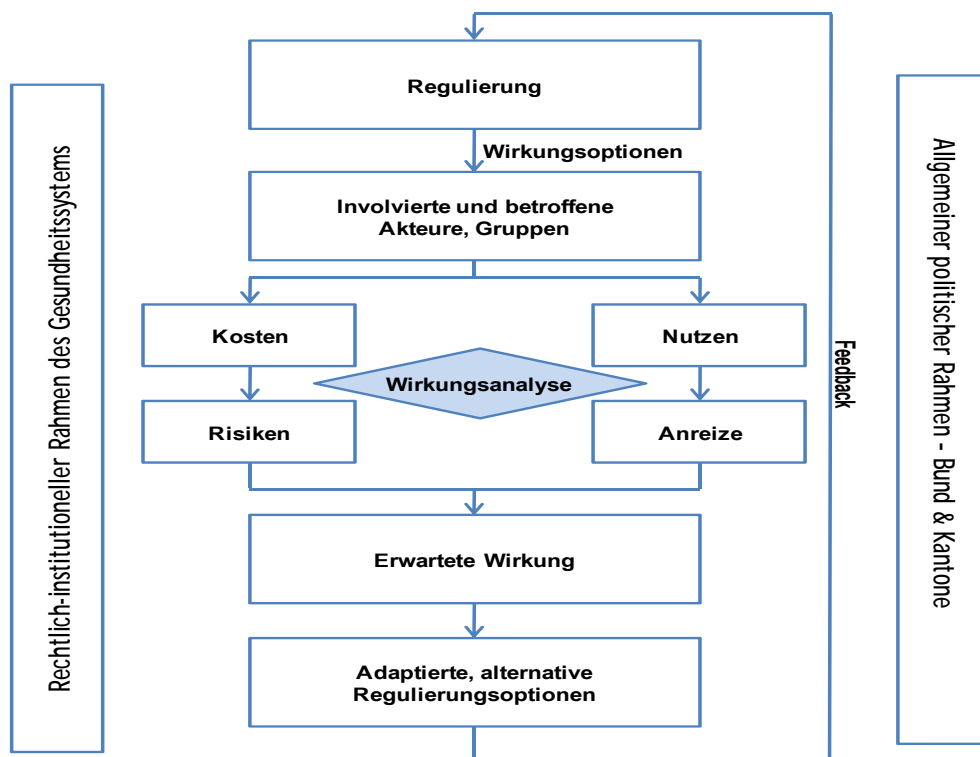 Regulierung
Wirkungsoptionen
Involvierte und betroffene
Akteure, Gruppen
Kosten
Nutzen
Wirkungsanalyse
Risiken
Anreize
Erwartete Wirkung
Adaptierte, alternative
Regulierungsoptionen
Feedback
Rechtlich-institutioneller Rahmen des Gesundheitssystems
Allgemeiner politischer Rahmen - Bund & Kantone